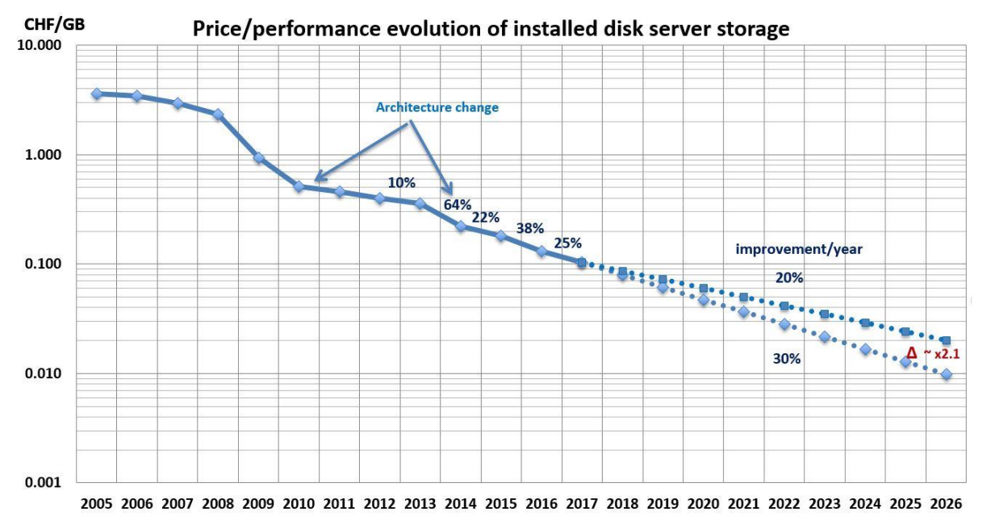 CHF/GB
Price/performance evolution of installed disk server storage
10.000
Architecture change
1.000
10%
64%
22%
38%
25%
improvement/year
0.100
20%
Δ ~ x2.1
30%
0.010
0.001
2005 2006 2007 2008 2009 2010 2011 2012 2013 2014 2015 2016 2017 2018 2019 2020 2021 2022 2023 2024 2025 2026